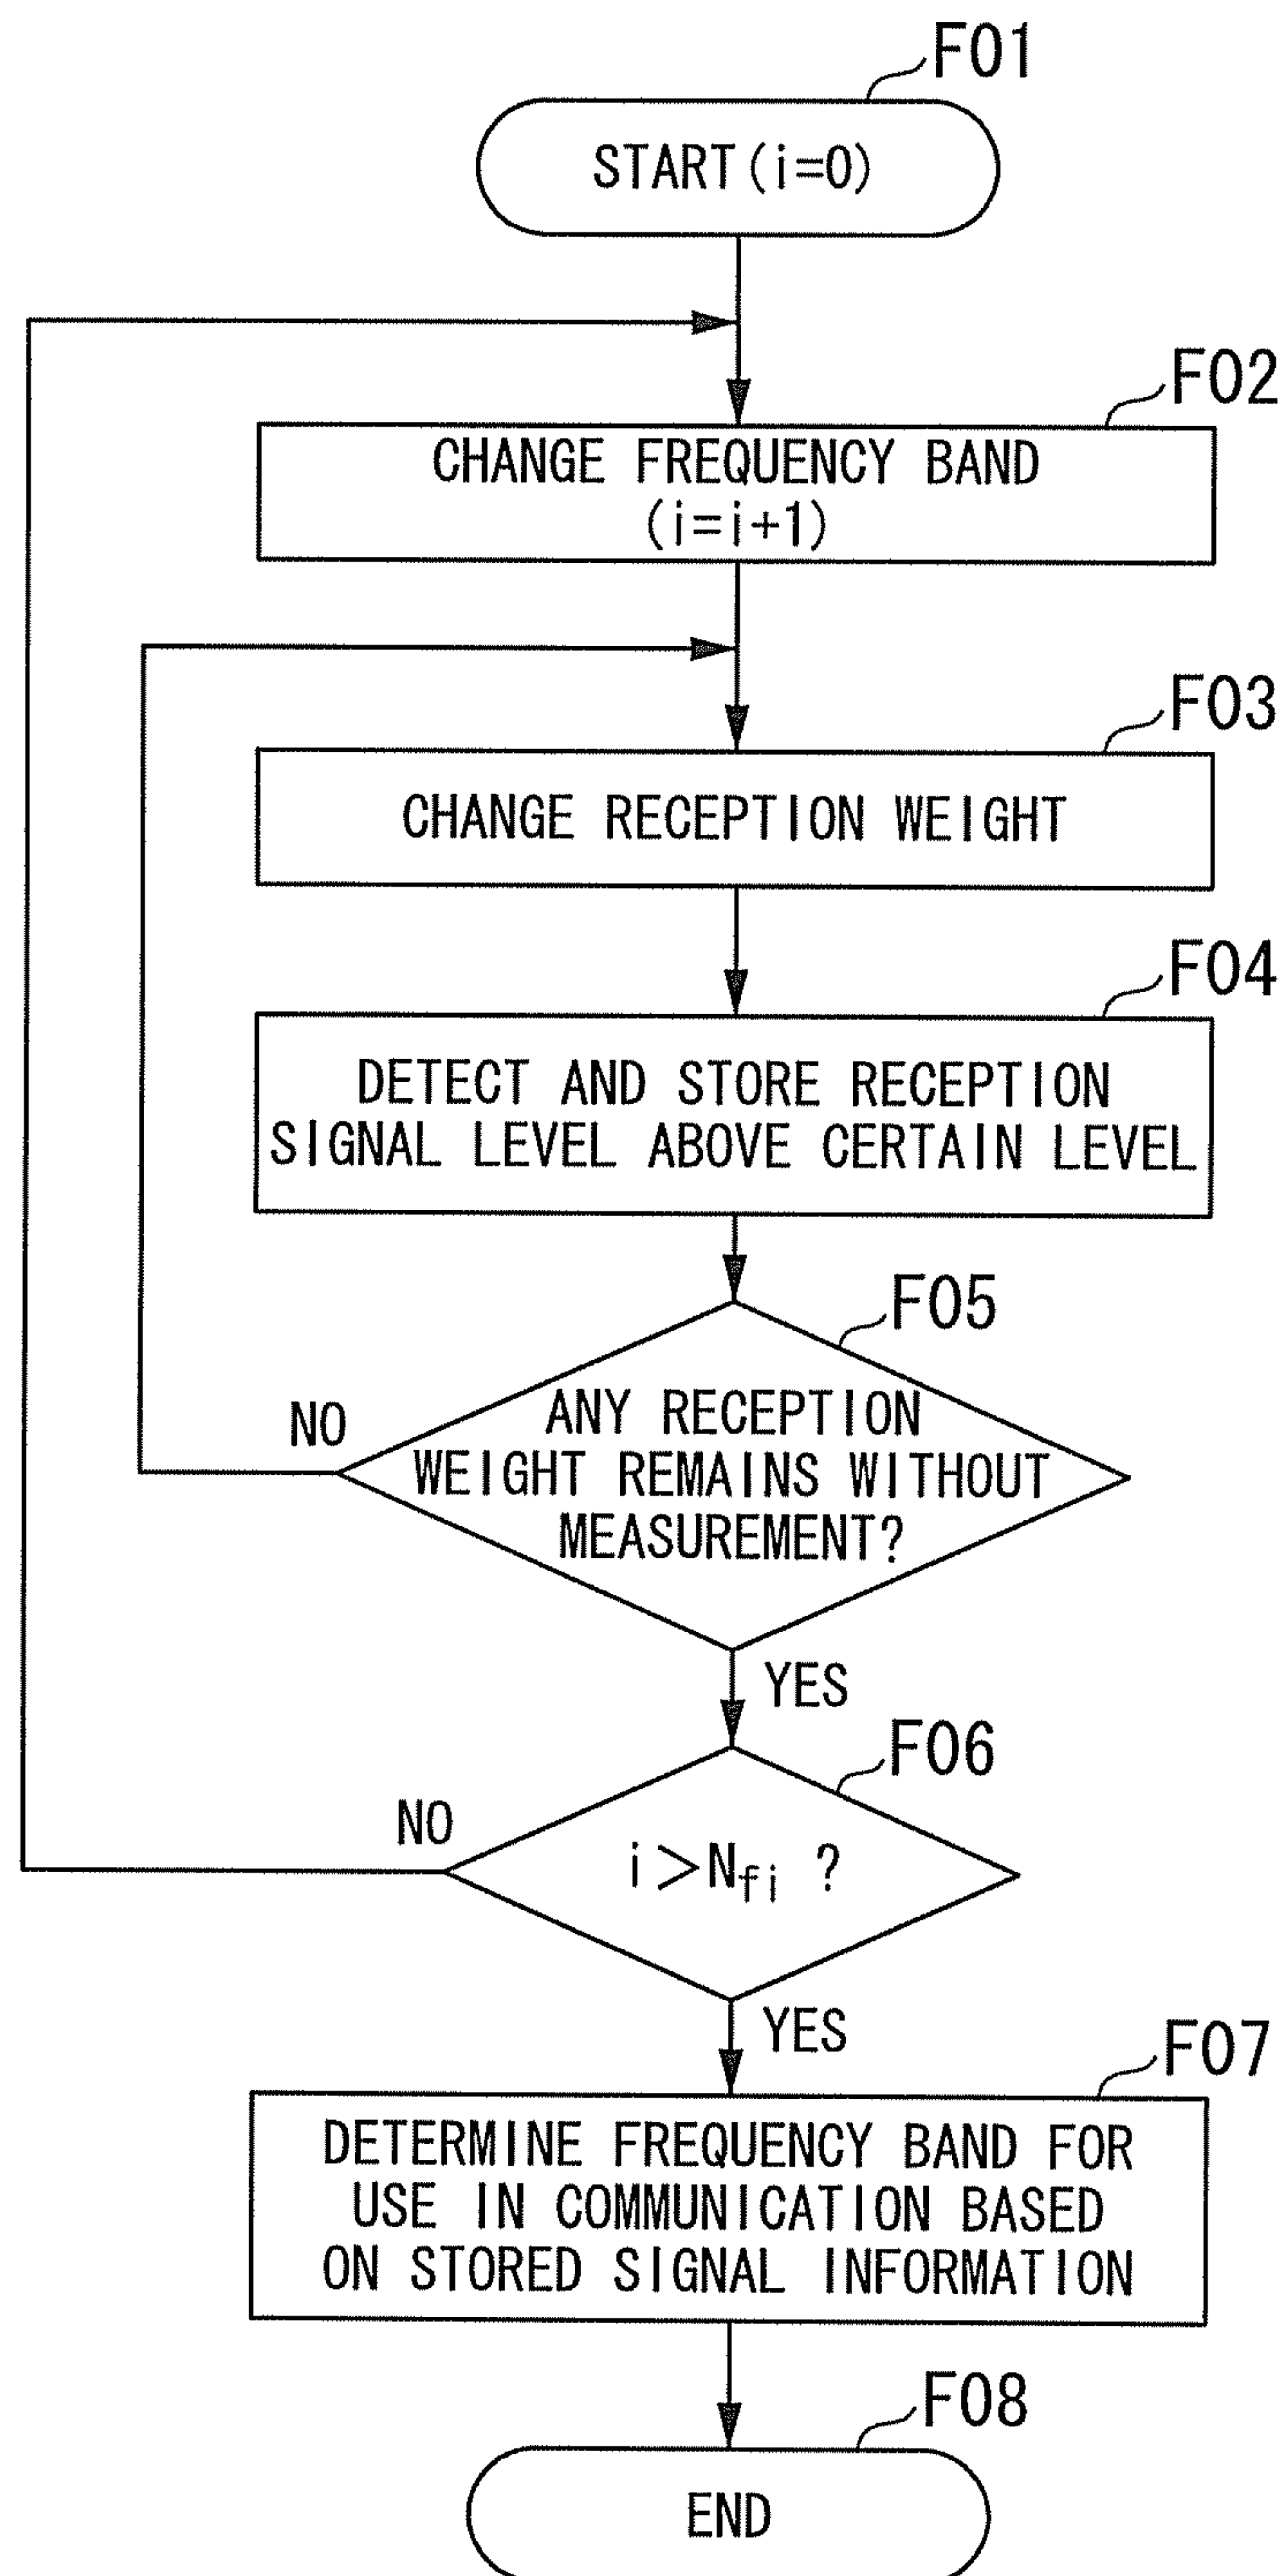 F01
START(i=0)
F02
CHANGE FREQUENCY BAND
(i=i+1)
F03
CHANGE RECEPTION WEIGHT
F04
DETECT AND STORE RECEPTION
SIGNAL LEVEL ABOVE CERTAIN LEVEL
F05
ANY RECEPTION
WEIGHT REMAINS WITHOUT
MEASUREMENT?
NO
YES
F06
i>Nfi ?
NO
YES
F07
DETERMINE FREQUENCY BAND FOR
USE IN COMMUNICATION BASED
ON STORED SIGNAL INFORMATION
F08
END